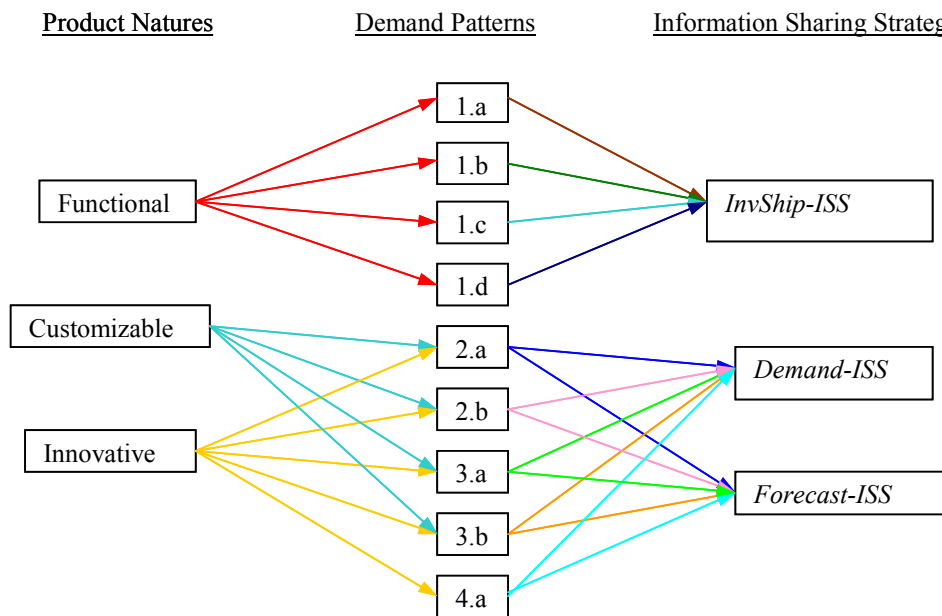 Product Natures Demand Patterns Information Sharing Strateg
1.a
1.b
Functional InvShip-ISS
1.c
1.d
Customizable
2.a
Demand-ISS
2.b
Innovative
3.a
Forecast-ISS
3.b
4.a